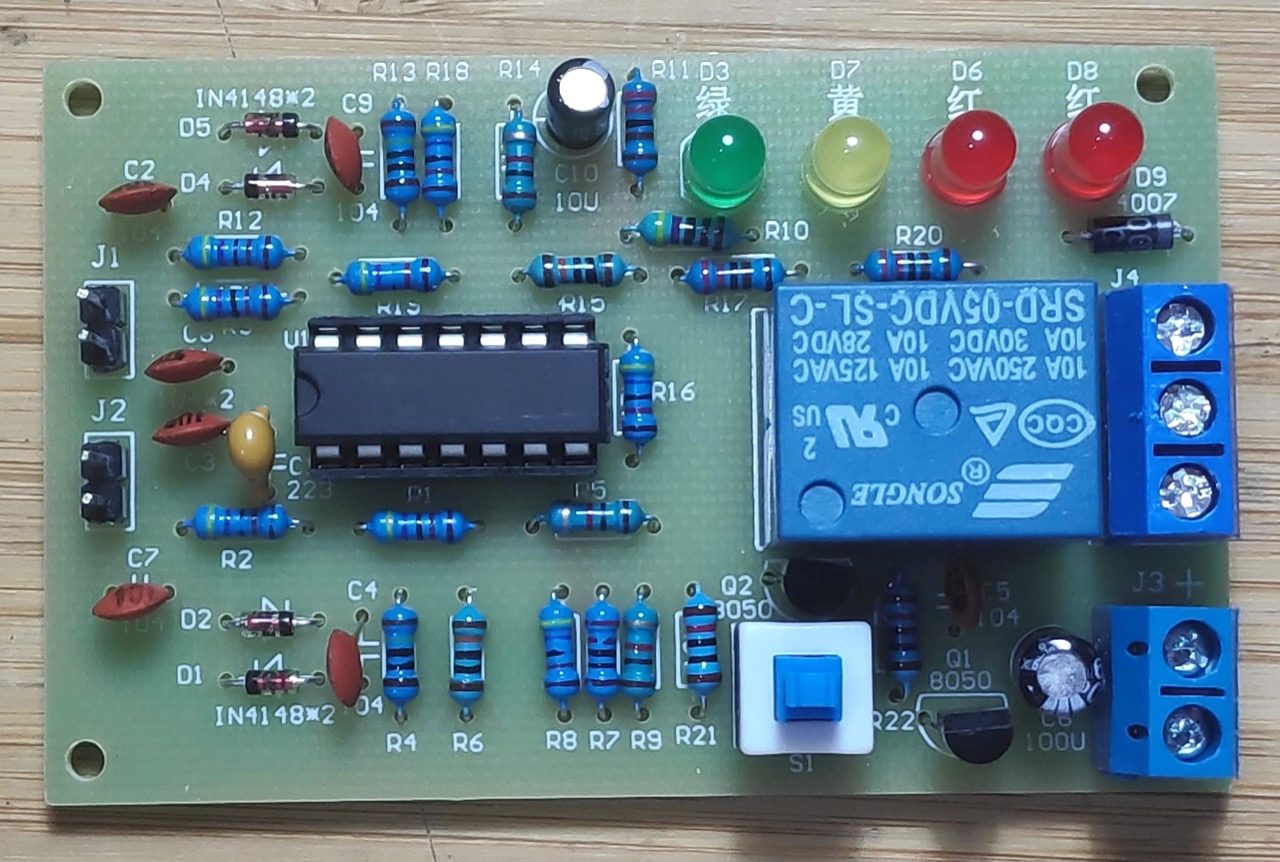 R13 R18 R14 R11 D3 D7 D6 D8
绿 黄 红 红
IN4148*2
C9
D5
C2
D4
104
C10
10U
D9
4007
R12
R10
R20
J1
R15
R17
J4
U1
SRD-05VDC-SL-C
10A 30VDC 10A 28VDC
10A 250VAC 10A 125VAC
c UL US
2
CQC
SONGLE
®
R16
J2
C3
223
R1
R5
R2
C7
C4
D2
Q2
8050
C5
104
J3 +
D1
Q1
8050
IN4148*2
R4 R6 R8 R7 R9 R21
R22
C6
100U
S1